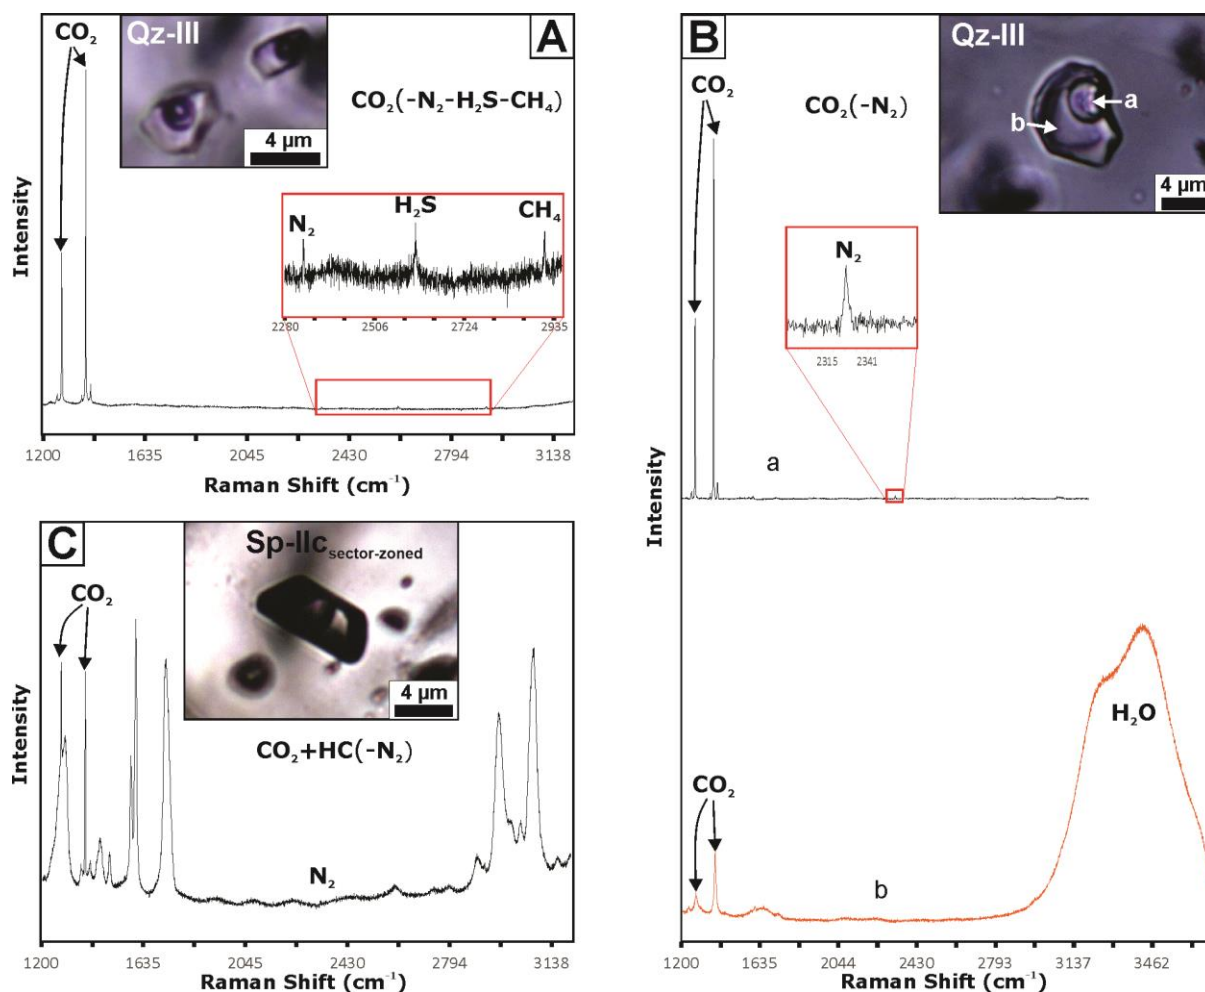 A
Qz-III
CO2
CO2(-N2-H2S-CH4)
4 µm
N2
H2S
CH4
2280 2506 2724 2935
Intensity
1200 1635 2045 2430 2794 3138
Raman Shift (cm-1)
B
Qz-III
CO2
CO2(-N2)
a
b
4 µm
N2
2315 2341
a
Intensity
CO2
H2O
b
1200 1635 2044 2430 2793 3137 3462
Raman Shift (cm-1)
C
Sp-IIc sector-zoned
CO2
4 µm
CO2+HC(-N2)
N2
Intensity
1200 1635 2045 2430 2794 3138
Raman Shift (cm-1)